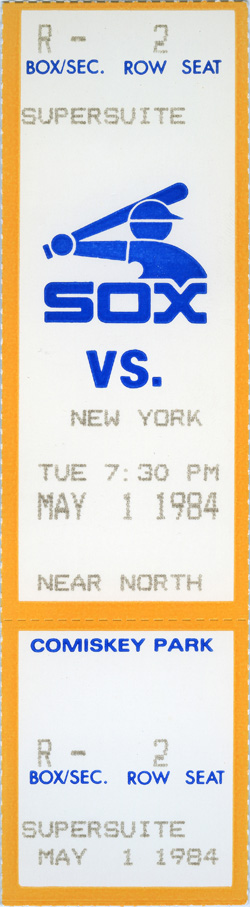 R - 2
BOX/SEC. ROW SEAT
SUPERSUITE
SOX
VS.
NEW YORK
TUE 7:30 PM
MAY 1 1984
NEAR NORTH
COMISKEY PARK
R - 2
BOX/SEC. ROW SEAT
SUPERSUITE
MAY 1 1984